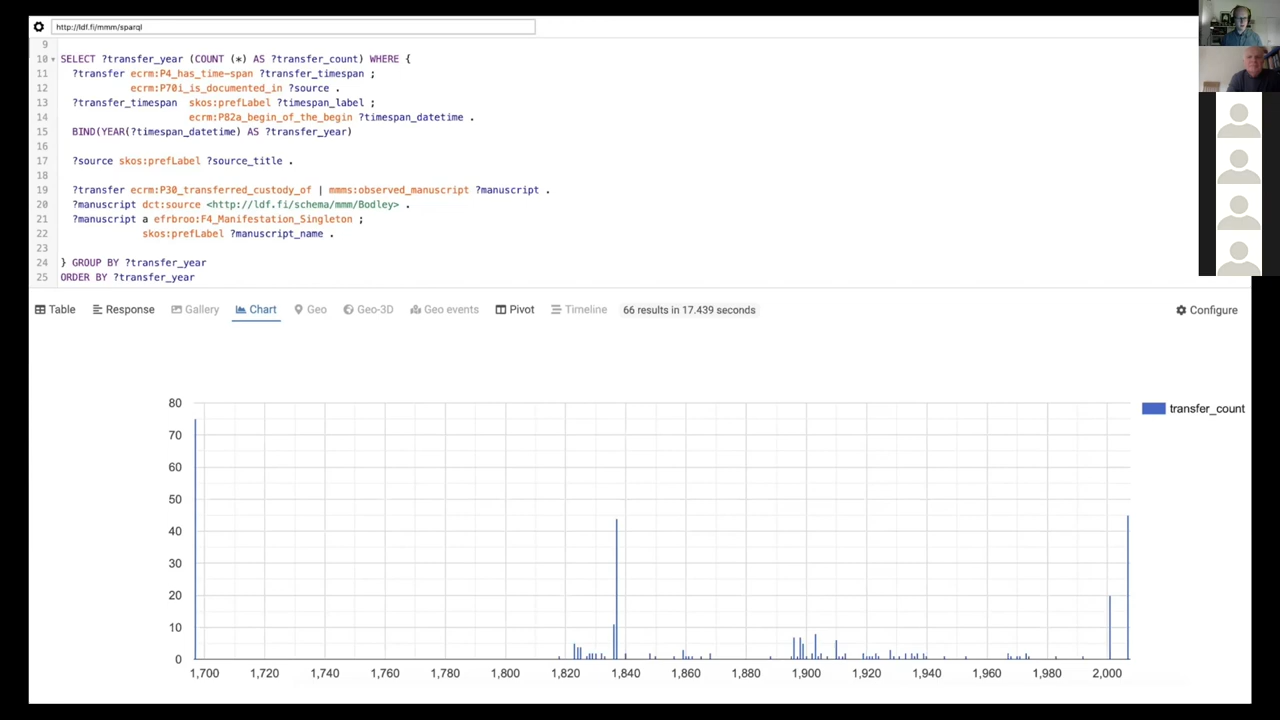 http://ldf.fi/mmm/sparql
9
10 SELECT ?transfer_year (COUNT (*) AS ?transfer_count) WHERE {
11 ?transfer ecrm:P4_has_time-span ?transfer_timespan ;
12 ecrm:P70i_is_documented_in ?source .
13 ?transfer_timespan skos:prefLabel ?timespan_label ;
14 ecrm:P82a_begin_of_the_begin ?timespan_datetime .
15 BIND(YEAR(?timespan_datetime) AS ?transfer_year)
16
17 ?source skos:prefLabel ?source_title .
18
19 ?transfer ecrm:P30_transferred_custody_of | mmms:observed_manuscript ?manuscript .
20 ?manuscript dct:source <http://ldf.fi/schema/mmm/Bodley> .
21 ?manuscript a efrbroo:F4_Manifestation_Singleton ;
22 skos:prefLabel ?manuscript_name .
23
24 } GROUP BY ?transfer_year
25 ORDER BY ?transfer_year
Table Response Gallery Chart Geo Geo-3D Geo events Pivot Timeline 66 results in 17.439 seconds Configure
80
transfer_count
70
60
50
40
30
20
10
0
1,700 1,720 1,740 1,760 1,780 1,800 1,820 1,840 1,860 1,880 1,900 1,920 1,940 1,960 1,980 2,000